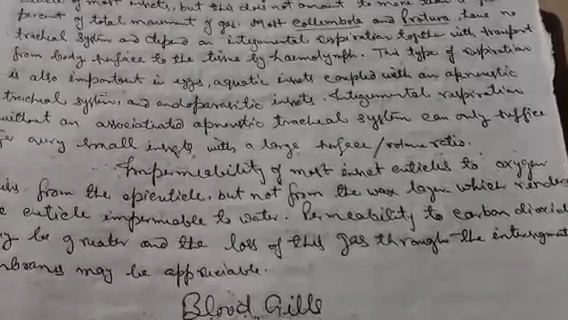 of most insects, but this does not amount to more than a few
percent of total movement of gas. Most collembola and Protura, have no
tracheal system and depend on integumental respiration together with transport
from body surface to the tissue by haemolymph. This type of respiration
is also important in eggs, aquatic insects coupled with an apneustic
tracheal system, and endoparasitic insects. Integumental respiration
without an associated apneustic tracheal system can only suffice
for very small insects with a large surface/volume ratio.
Impermeability of most insect cuticles to oxygen
from the epicuticle, but not from the wax layer which render
cuticle impermeable to water. Permeability to carbon dioxide
may be greater and the loss of this gas through the integument
may be appreciable.
Blood Gills